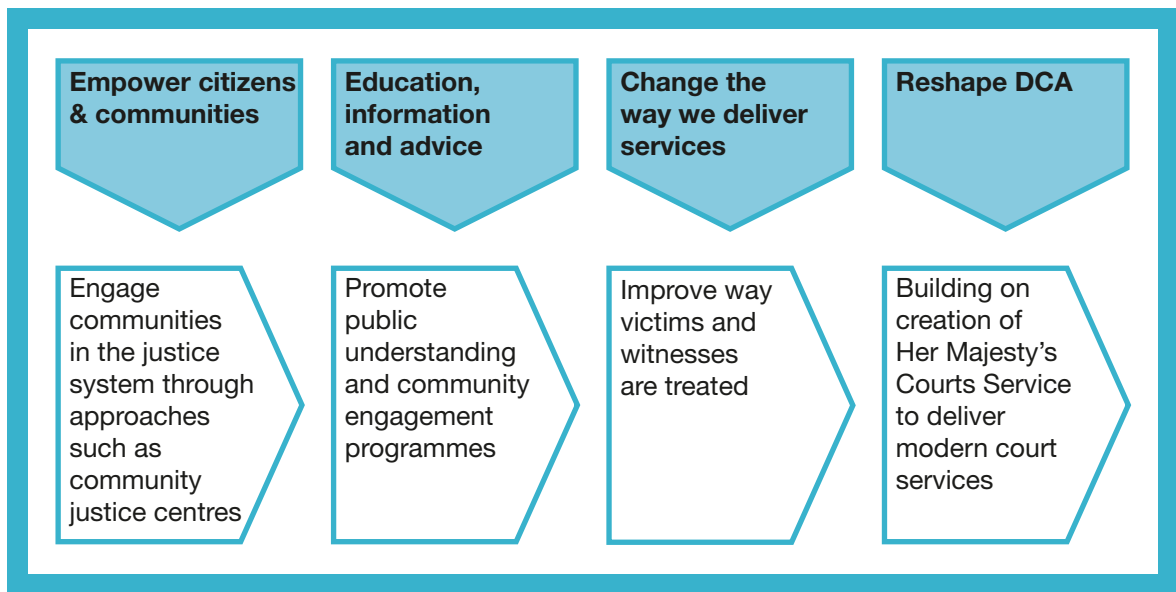 Empower citizens
& communities
Education,
information
and advice
Change the
way we deliver
services
Reshape DCA
Engage
communities
in the justice
system through
approaches
such as
community
justice centres
Promote
public
understanding
and community
engagement
programmes
Improve way
victims and
witnesses
are treated
Building on
creation of
Her Majesty’s
Courts Service
to deliver
modern court
services